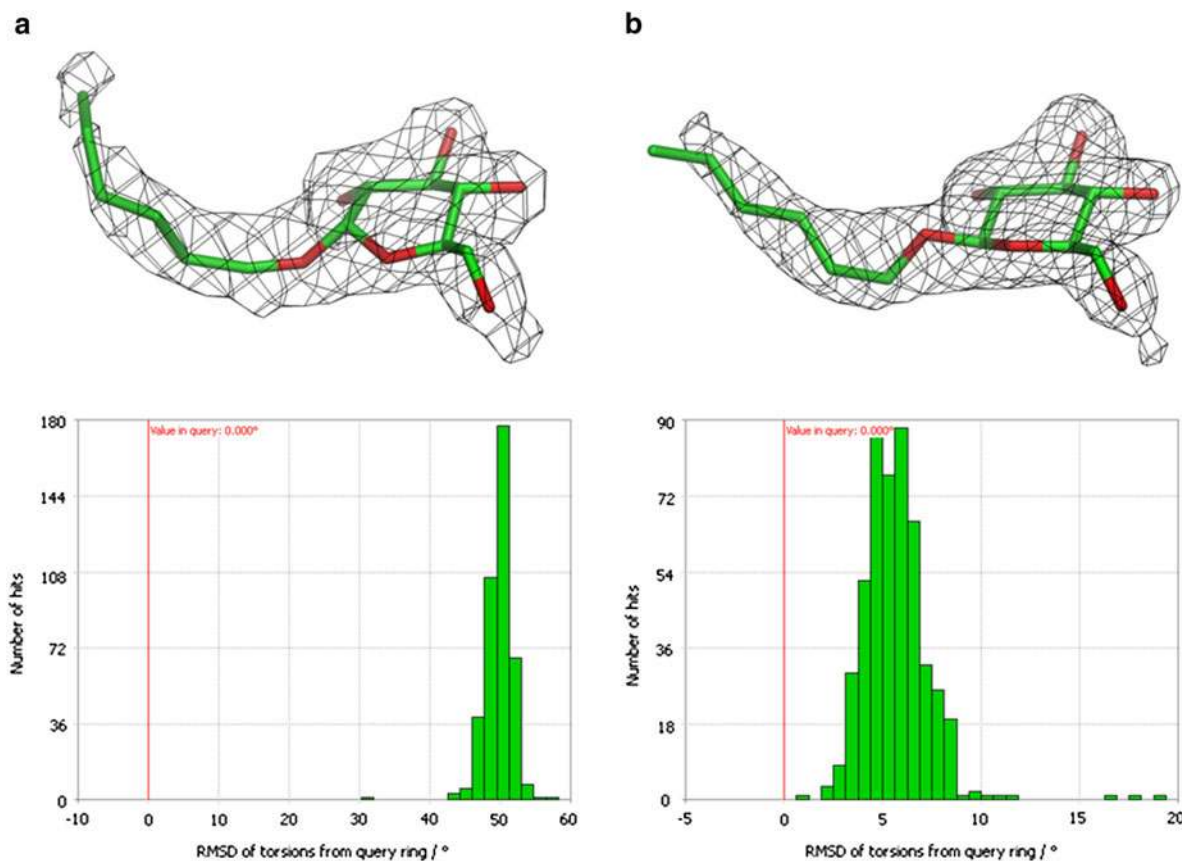 a
b
180
144
108
72
36
0
Number of hits
Value in query: 0.000°
-10 0 10 20 30 40 50 60
RMSD of torsions from query ring / °
90
72
54
36
18
0
Number of hits
Value in query: 0.000°
-5 0 5 10 15 20
RMSD of torsions from query ring / °